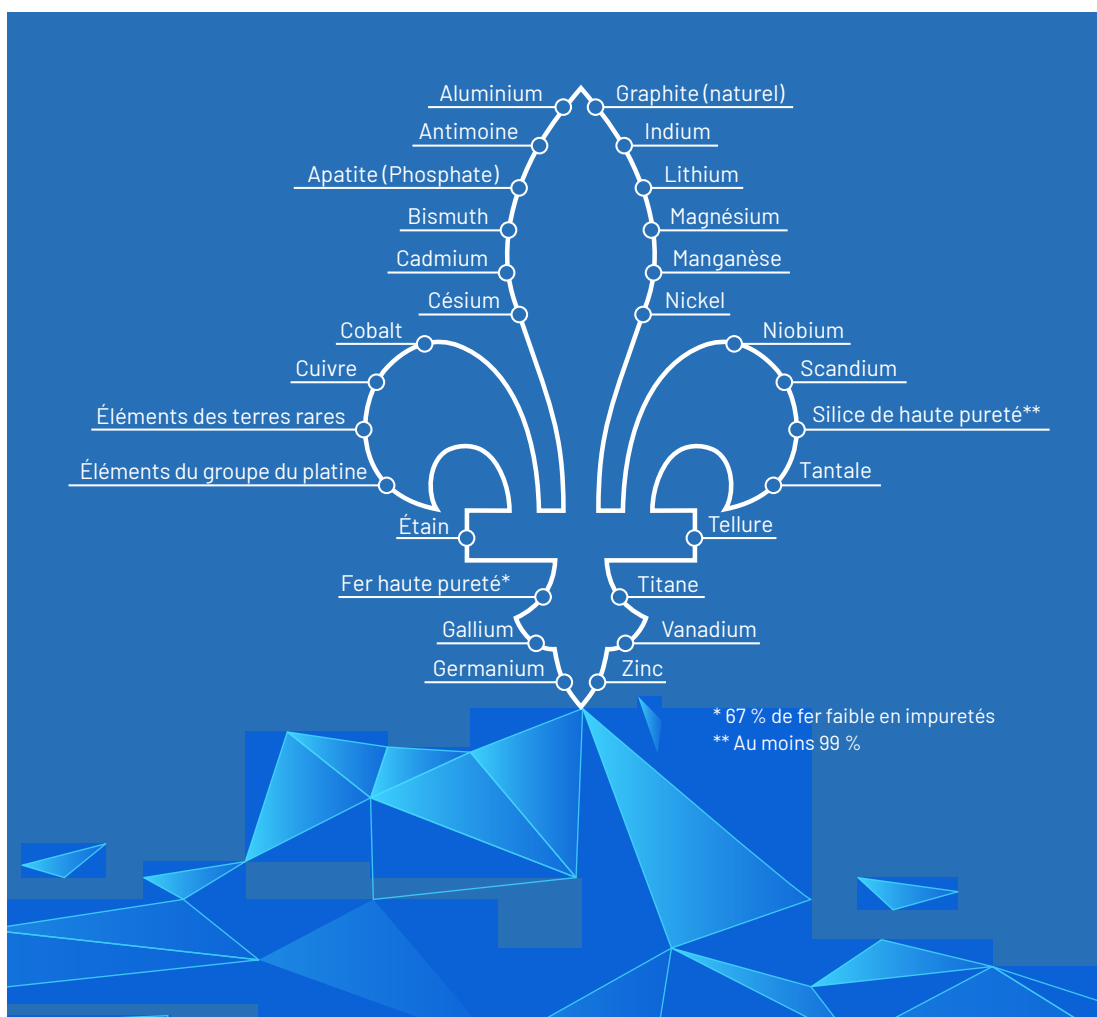 Aluminium
Graphite (naturel)
Antimoine
Indium
Apatite (Phosphate)
Lithium
Bismuth
Magnésium
Cadmium
Manganèse
Césium
Nickel
Cobalt
Niobium
Cuivre
Scandium
Éléments des terres rares
Silice de haute pureté**
Éléments du groupe du platine
Tantale
Étain
Tellure
Fer haute pureté*
Titane
Gallium
Vanadium
Germanium
Zinc
* 67 % de fer faible en impuretés
** Au moins 99 %